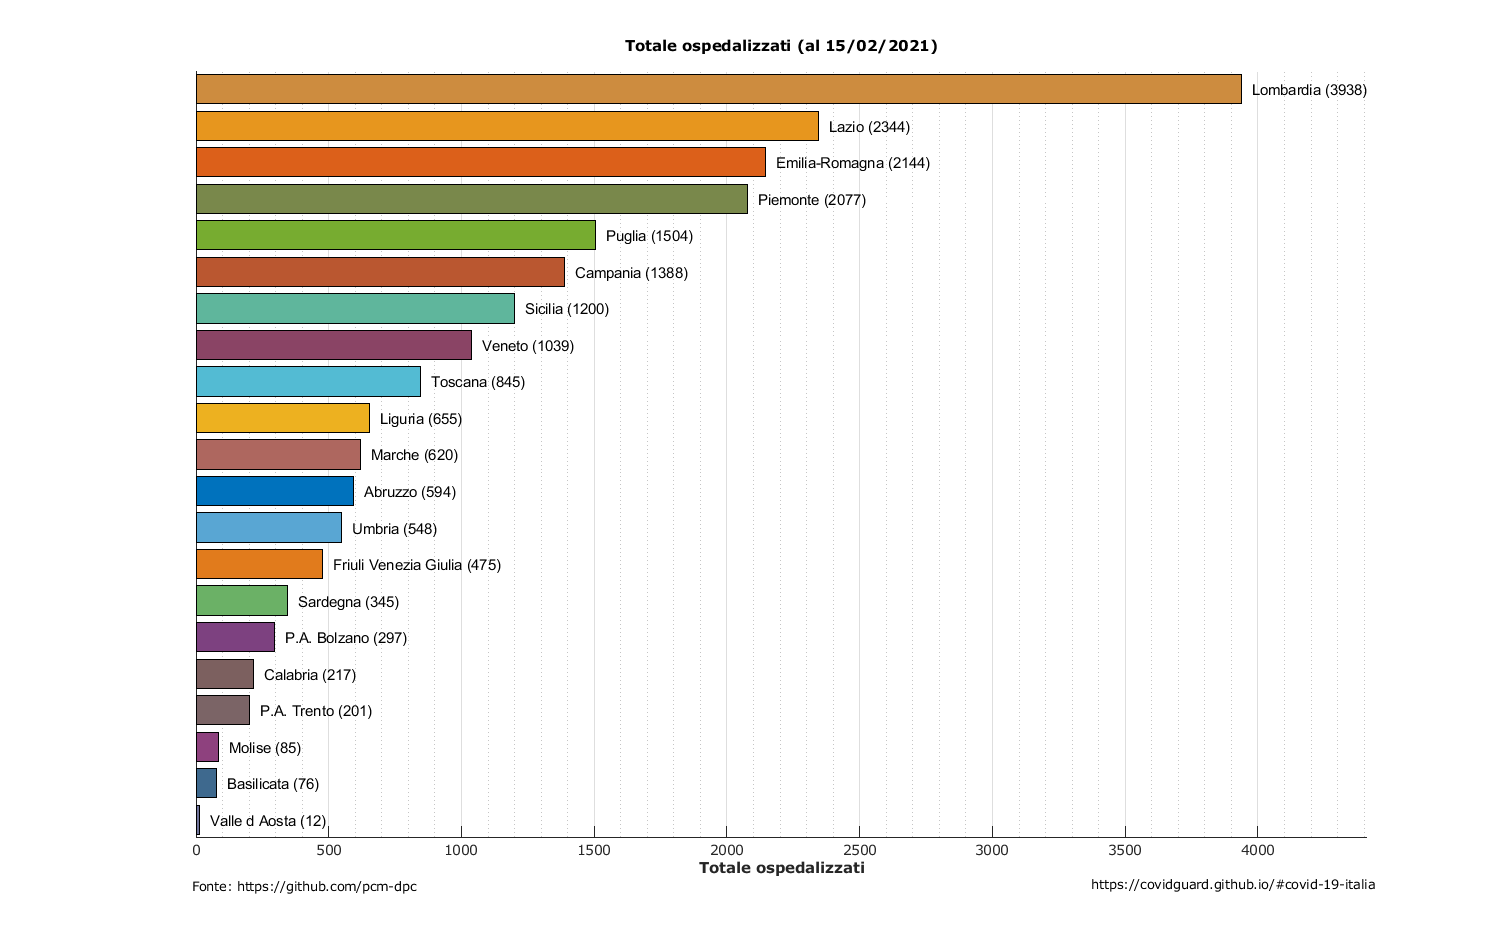 Totale ospedalizzati (al 15/02/2021)
Lombardia (3938)
Lazio (2344)
Emilia-Romagna (2144)
Piemonte (2077)
Puglia (1504)
Campania (1388)
Sicilia (1200)
Veneto (1039)
Toscana (845)
Liguria (655)
Marche (620)
Abruzzo (594)
Umbria (548)
Friuli Venezia Giulia (475)
Sardegna (345)
P.A. Bolzano (297)
Calabria (217)
P.A. Trento (201)
Molise (85)
Basilicata (76)
Valle d Aosta (12)
0 500 1000 1500 2000 2500 3000 3500 4000
Totale ospedalizzati
Fonte: https://github.com/pcm-dpc
https://covidguard.github.io/#covid-19-italia